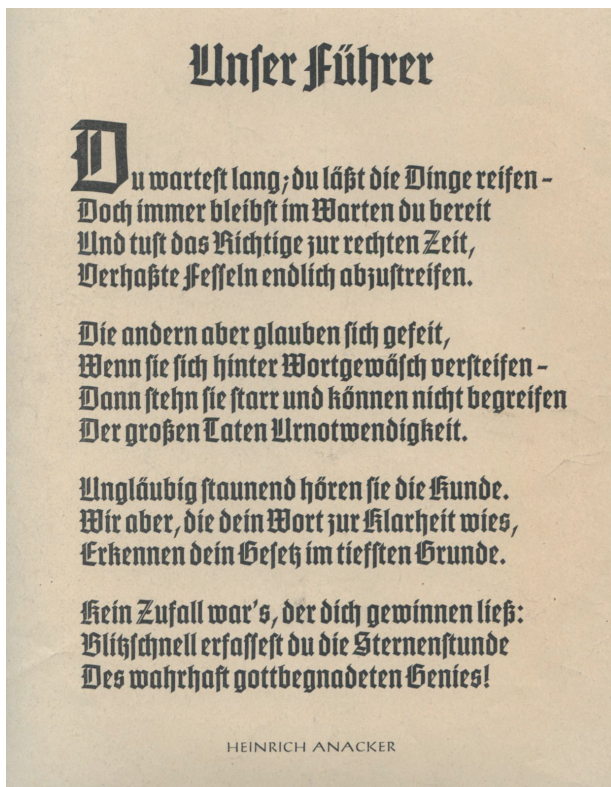 Unser Führer
Du wartest lang; du läßt die Dinge reifen -
Doch immer bleibst im Warten du bereit
Und tust das Richtige zur rechten Zeit,
Verhaßte Fesseln endlich abzustreifen.
Die andern aber glauben sich gefeit,
Wenn sie sich hinter Wortgewäsch versteifen -
Dann stehn sie starr und können nicht begreifen
Der großen Taten Urnotwendigkeit.
Ungläubig staunend hören sie die Kunde.
Wir aber, die dein Wort zur Klarheit wies,
Erkennen dein Gesetz im tiefsten Grunde.
Kein Zufall war's, der dich gewinnen ließ:
Blitzschnell erfassest du die Sternenstunde
Des wahrhaft gottbegnadeten Genies!
HEINRICH ANACKER